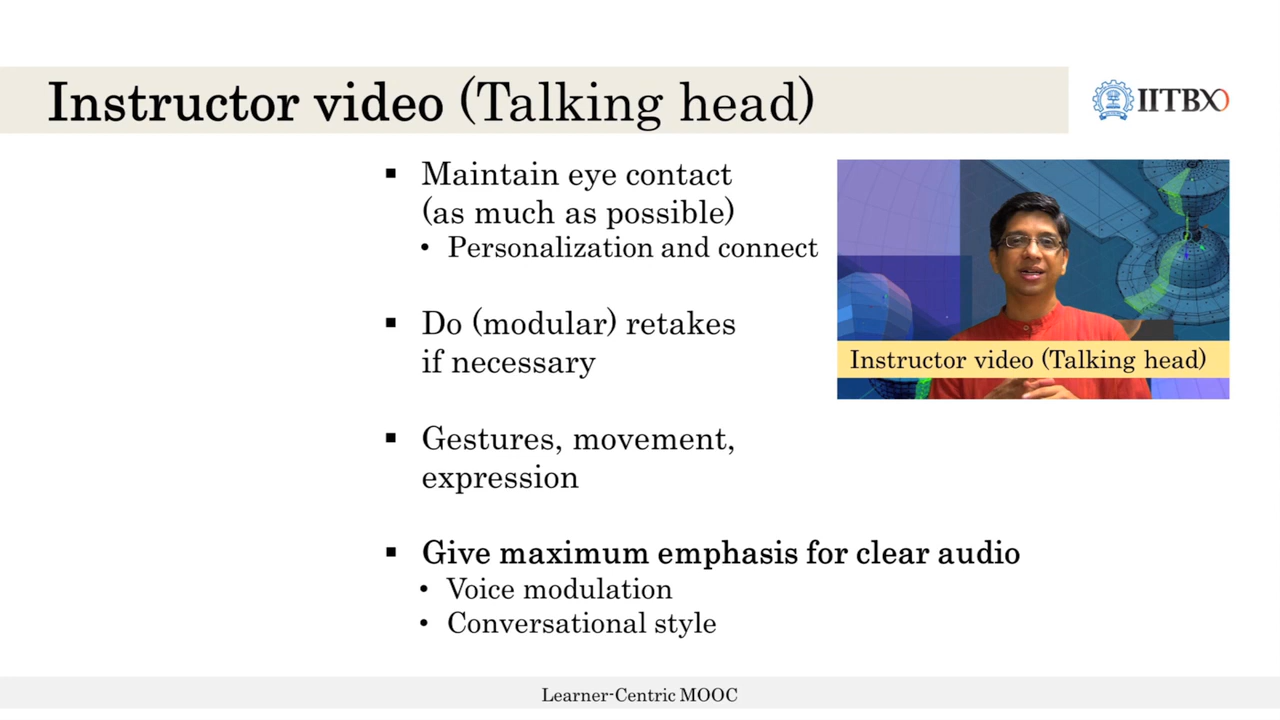 Instructor video (Talking head)
IITBX
▪ Maintain eye contact
(as much as possible)
• Personalization and connect
▪ Do (modular) retakes
if necessary
▪ Gestures, movement,
expression
▪ Give maximum emphasis for clear audio
• Voice modulation
• Conversational style
Instructor video (Talking head)
Learner-Centric MOOC